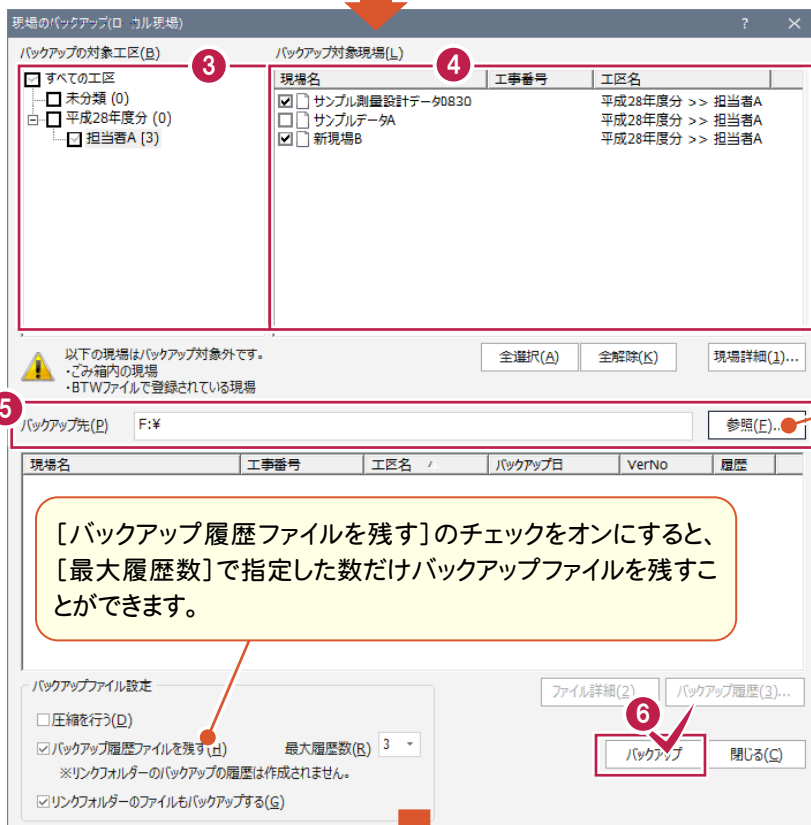 現場のバックアップ(ロ カル現場) ? ×
バックアップの対象工区(B) バックアップ対象現場(L)
3 4
すべての工区
未分類 (0)
平成28年度分 (0)
担当者A [3]
現場名 工事番号 工区名
サンプル測量設計データ0830 平成28年度分 >> 担当者A
サンプルデータA 平成28年度分 >> 担当者A
新現場B 平成28年度分 >> 担当者A
以下の現場はバックアップ対象外です。
・ごみ箱内の現場
・BTWファイルで登録されている現場
全選択(A) 全解除(K) 現場詳細(1)...
5
バックアップ先(P) F:¥ 参照(F)...
現場名 工事番号 工区名 バックアップ日 VerNo 履歴
[バックアップ履歴ファイルを残す]のチェックをオンにすると、
[最大履歴数]で指定した数だけバックアップファイルを残すこ
とができます。
バックアップファイル設定
ファイル詳細(2)... バックアップ履歴(3)...
6
圧縮を行う(D)
バックアップ履歴ファイルを残す(H) 最大履歴数(R) 3
※リンクフォルダーのバックアップの履歴は作成されません。
リンクフォルダーのファイルもバックアップする(G)
バックアップ 閉じる(C)